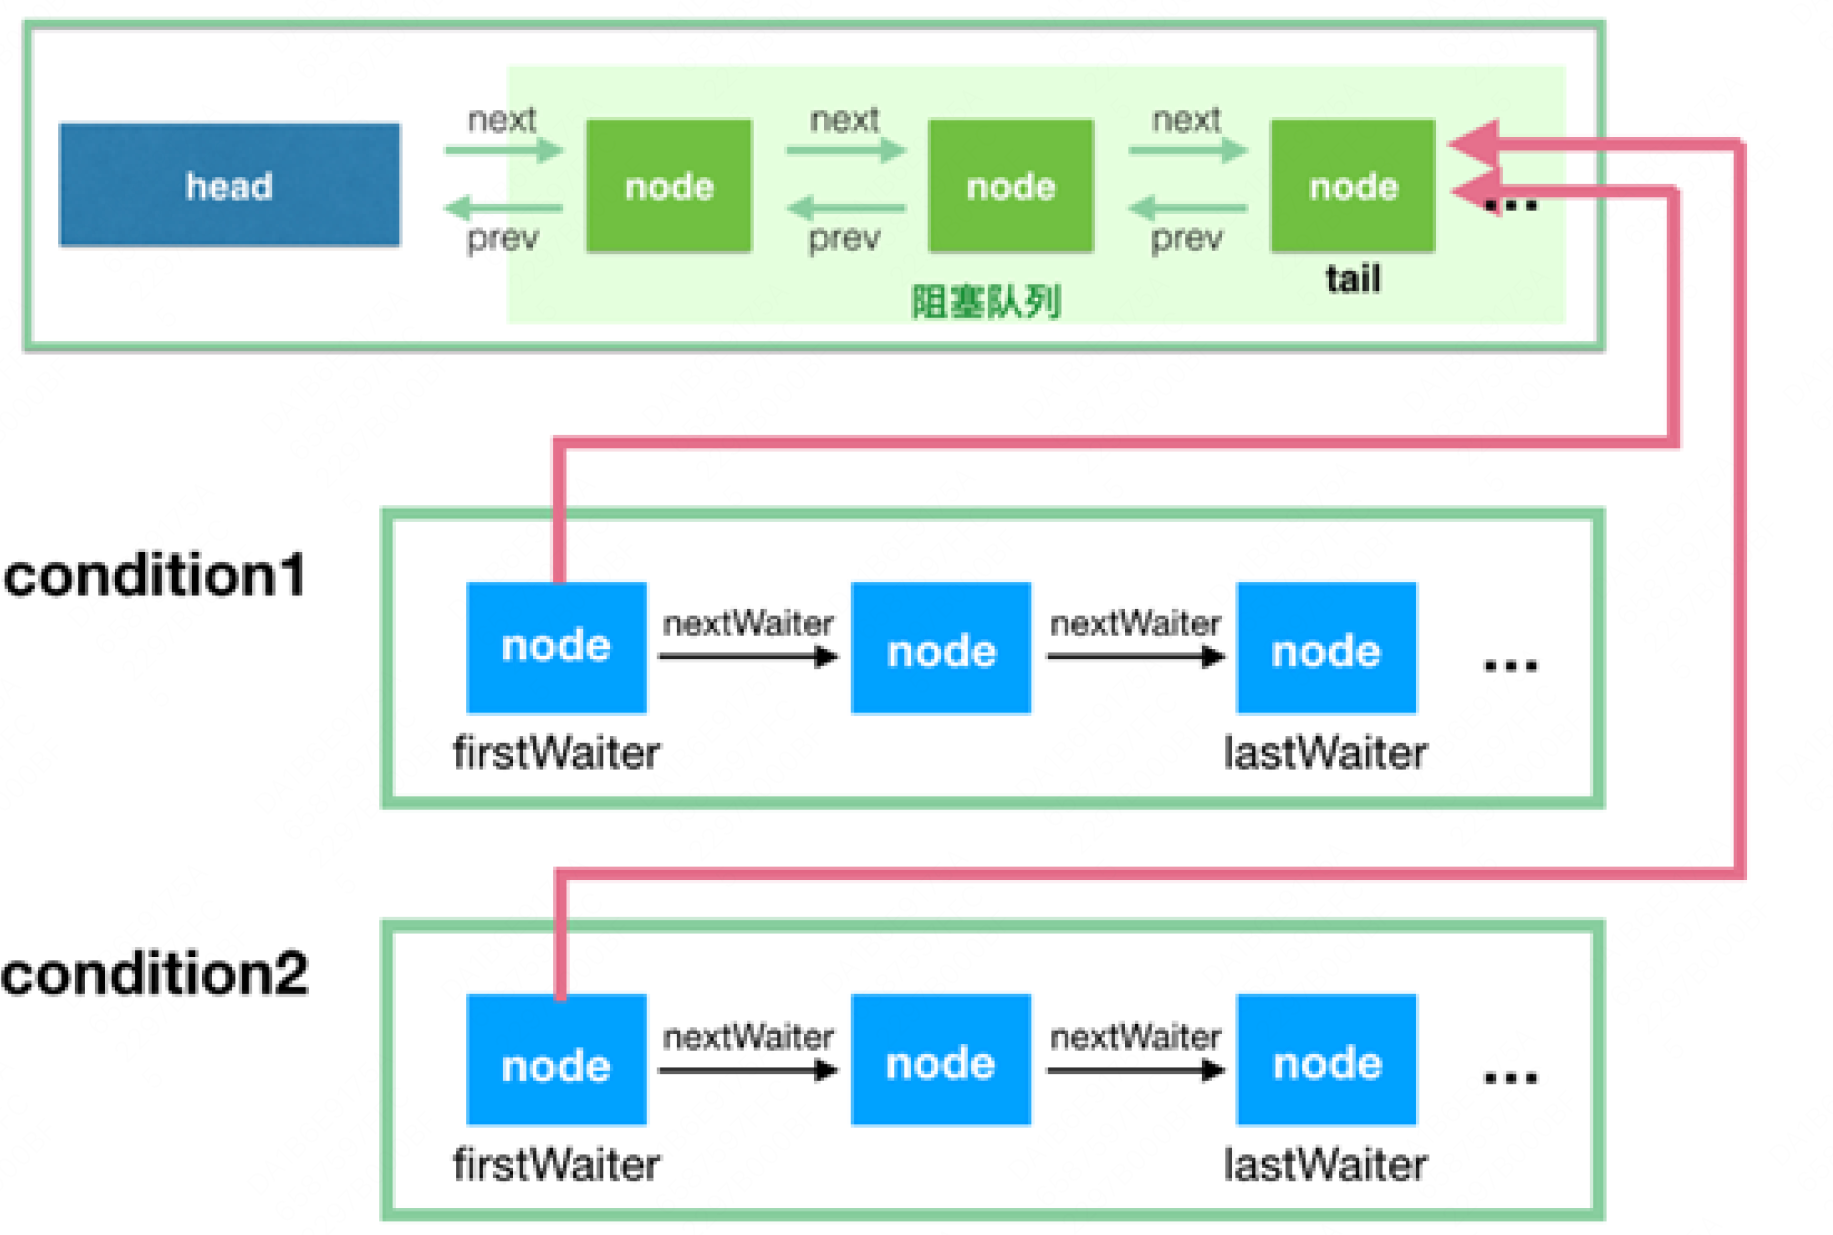 next next next
head node node node ...
prev prev prev
tail
阻塞队列
condition1
nextWaiter nextWaiter
node node node ...
firstWaiter lastWaiter
condition2
nextWaiter nextWaiter
node node node ...
firstWaiter lastWaiter